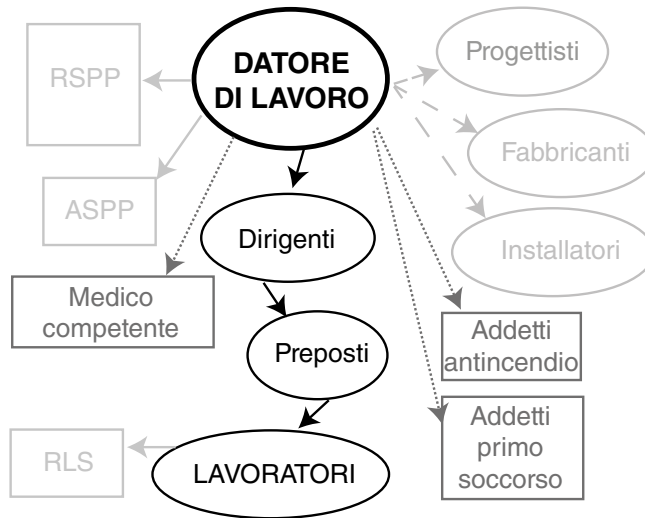 DATORE
DI LAVORO
RSPP
Progettisti
Fabbricanti
ASPP
Dirigenti
Installatori
Medico
competente
Addetti
antincendio
Preposti
Addetti
primo
soccorso
RLS
LAVORATORI